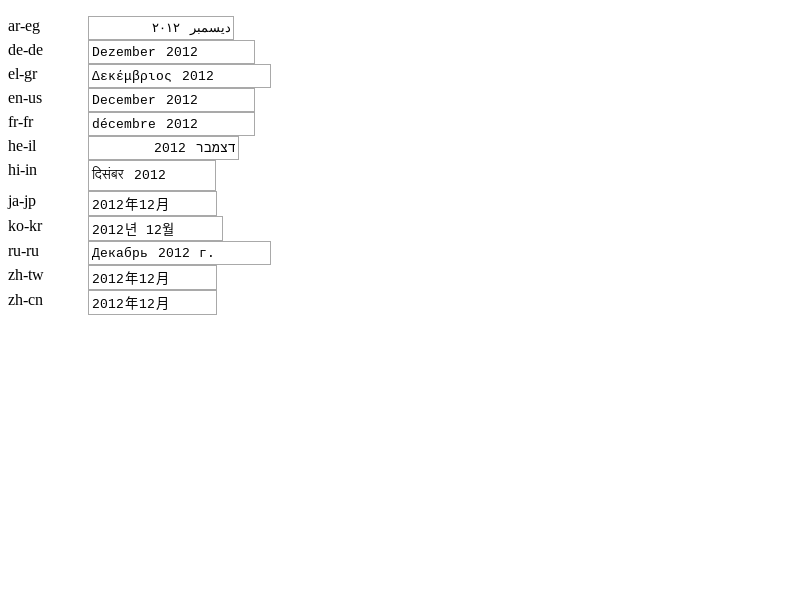 ar-eg ديسمبر ٢٠١٢
de-de Dezember 2012
el-gr Δεκέμβριος 2012
en-us December 2012
fr-fr décembre 2012
he-il דצמבר 2012
hi-in दिसंबर 2012
ja-jp 2012年12月
ko-kr 2012년 12월
ru-ru Декабрь 2012 г.
zh-tw 2012年12月
zh-cn 2012年12月